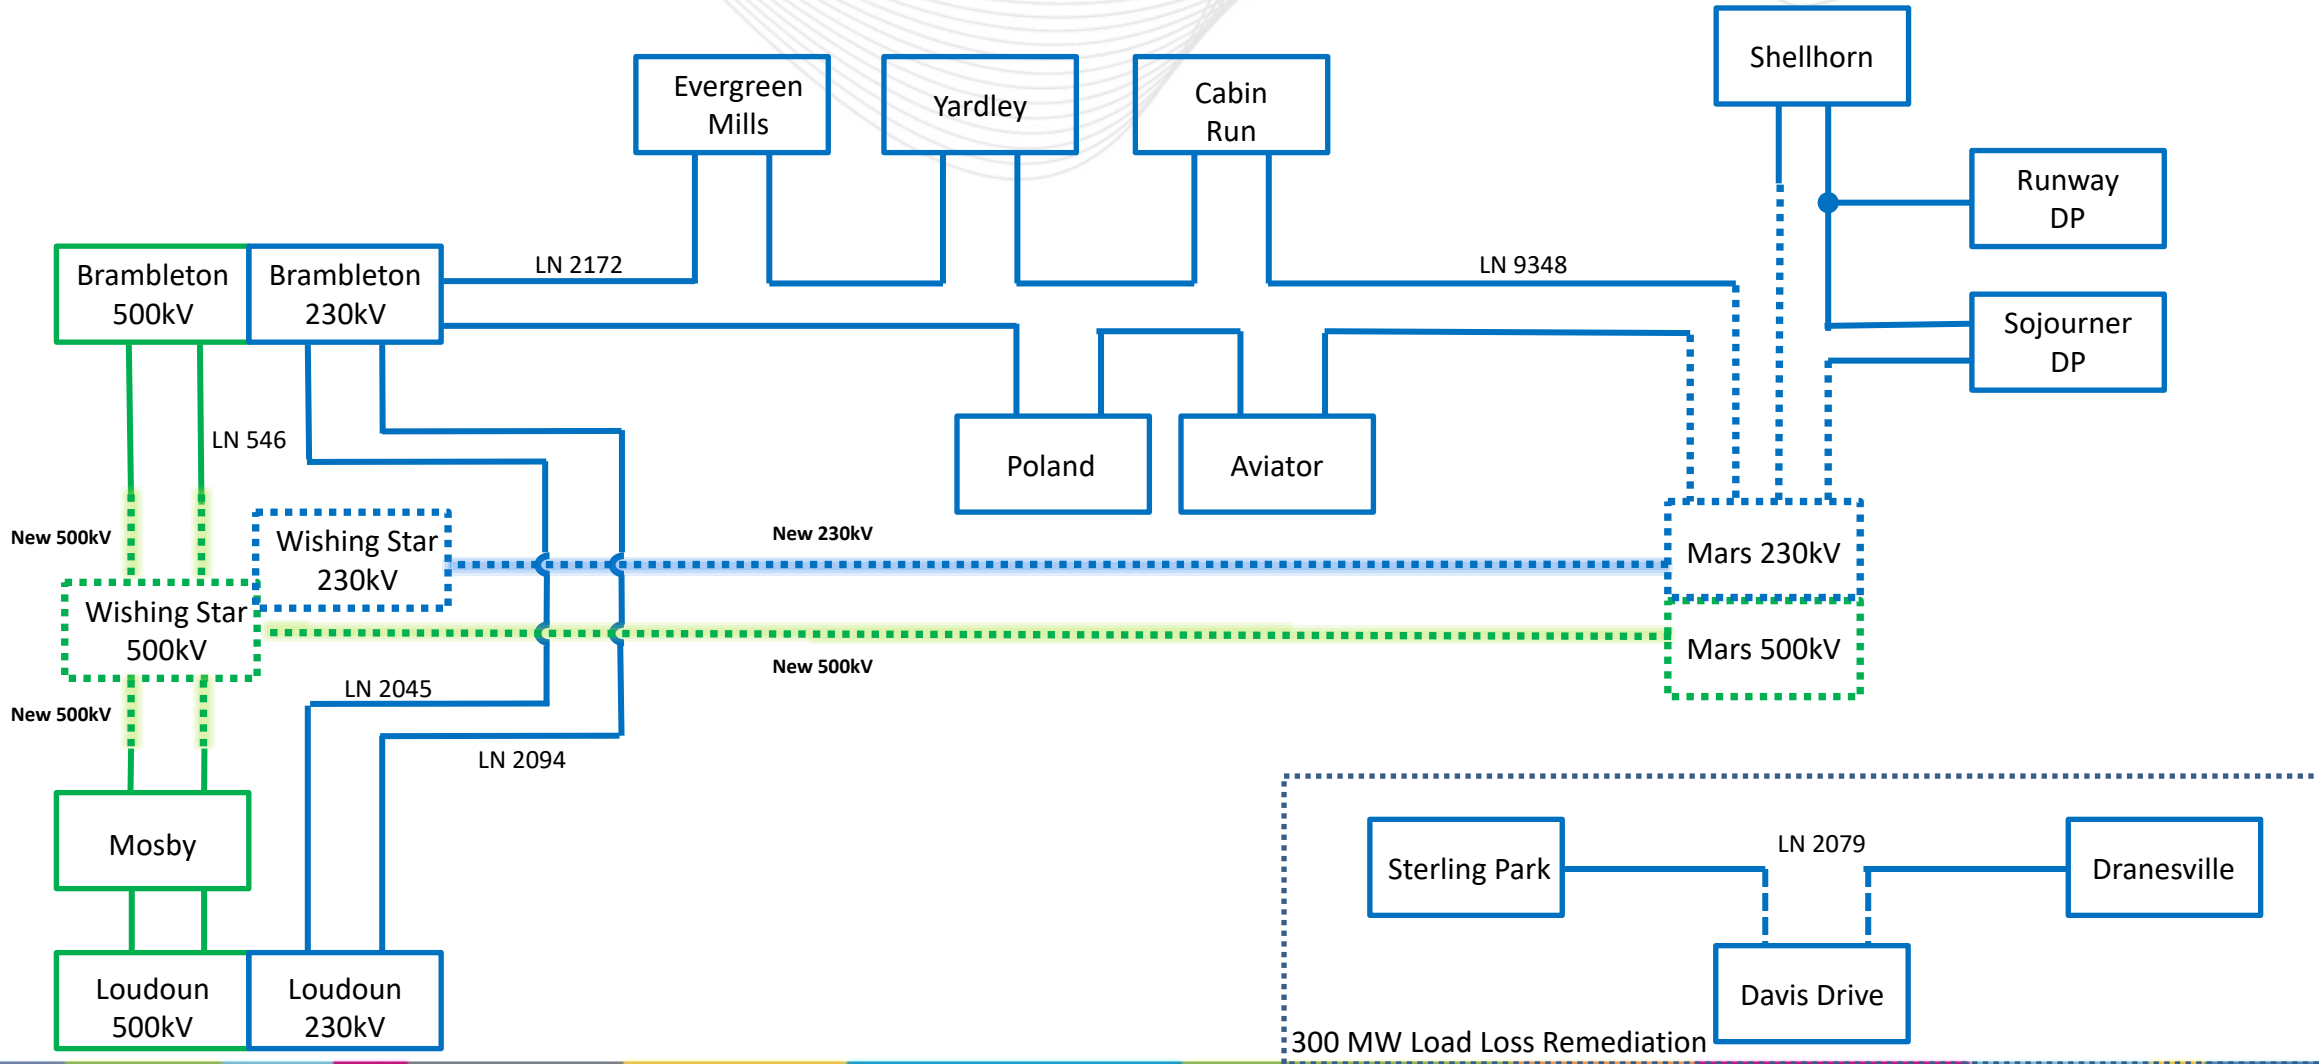 Shellhorn
Evergreen
Mills
Yardley
Cabin
Run
Runway
DP
Brambleton
500kV
Brambleton
230kV
LN 2172
LN 9348
Sojourner
DP
LN 546
Poland
Aviator
New 500kV
Wishing Star
230kV
New 230kV
Mars 230kV
Wishing Star
500kV
New 500kV
Mars 500kV
LN 2045
New 500kV
LN 2094
Mosby
Sterling Park
LN 2079
Dranesville
Loudoun
500kV
Loudoun
230kV
Davis Drive
300 MW Load Loss Remediation